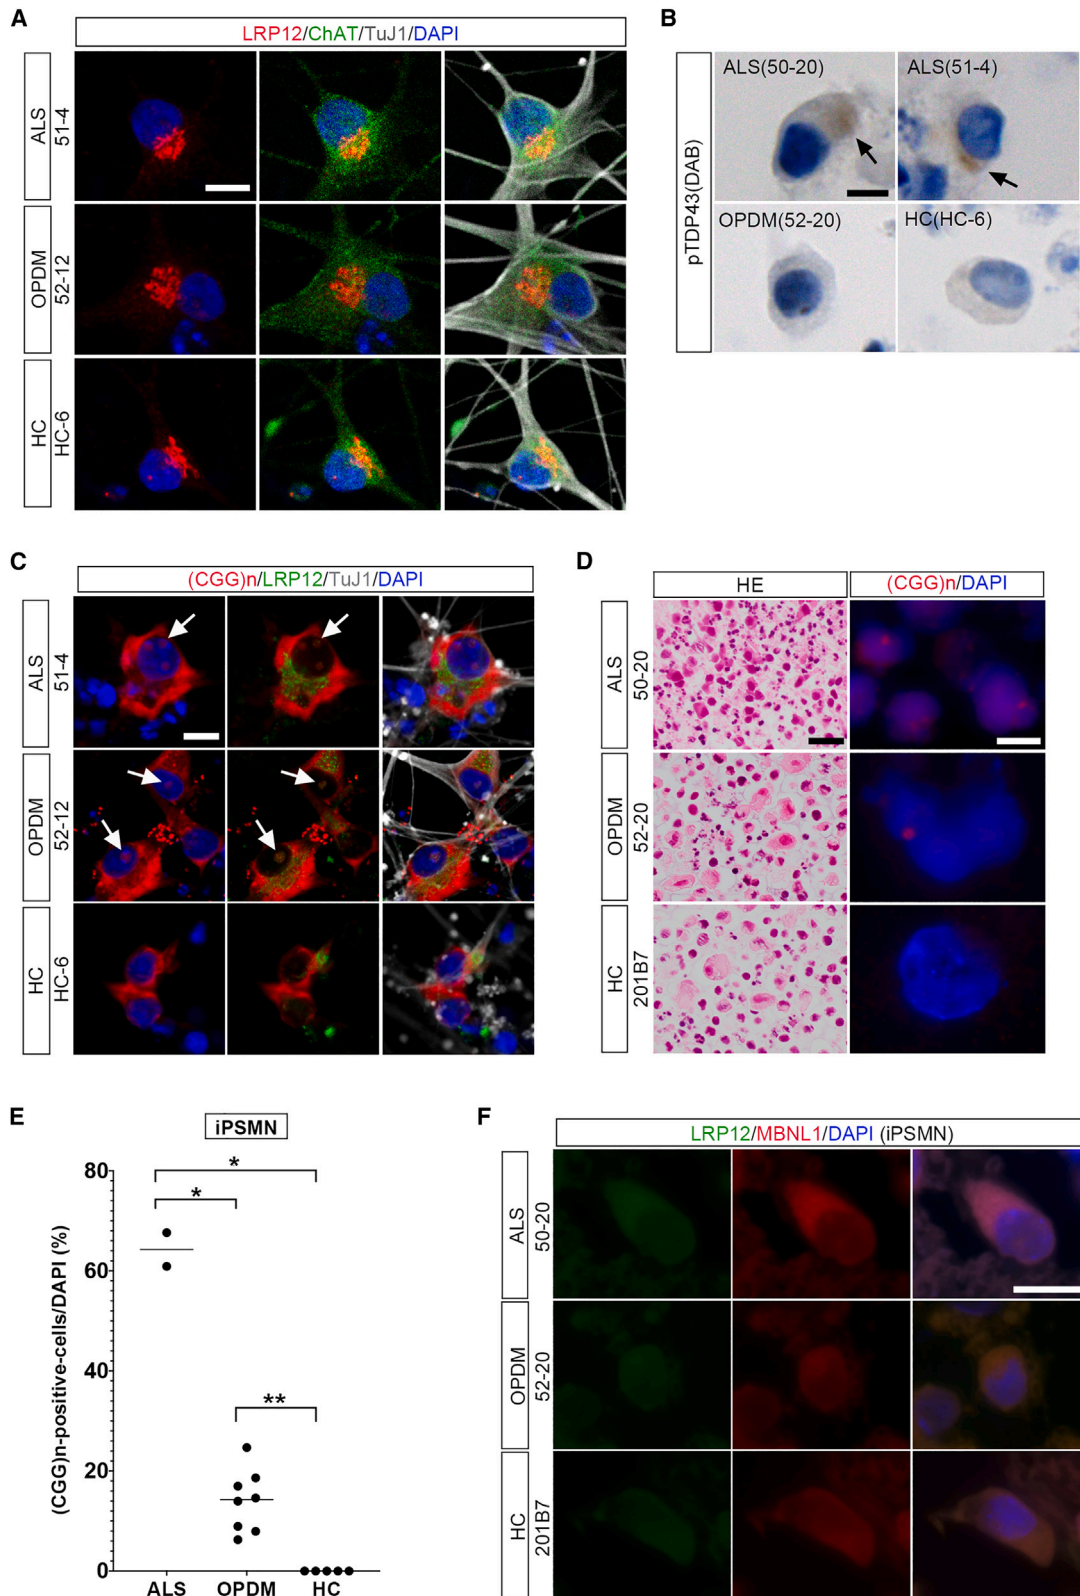 A
LRP12/ChAT/TuJ1/DAPI
ALS
51-4
OPDM
52-12
HC
HC-6
B
pTDP43(DAB)
ALS(50-20)
ALS(51-4)
OPDM(52-20)
HC(HC-6)
C
(CGG)n/LRP12/TuJ1/DAPI
ALS
51-4
OPDM
52-12
HC
HC-6
D
HE
(CGG)n/DAPI
ALS
50-20
OPDM
52-20
HC
201B7
E
iPSMN
(CGG)n-positive-cells/DAPI (%)
80
60
40
20
0
*
*
**
ALS
OPDM
HC
F
LRP12/MBNL1/DAPI (iPSMN)
ALS
50-20
OPDM
52-20
HC
201B7